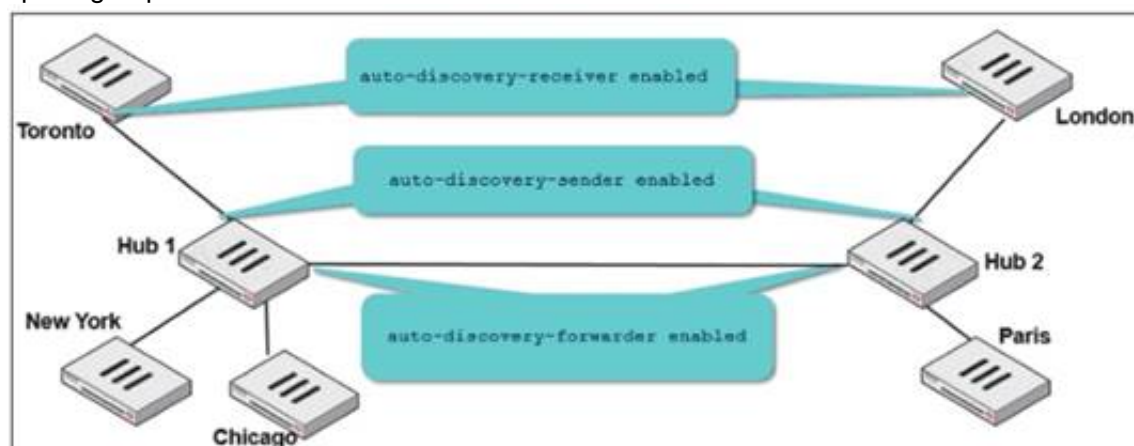 auto-discovery-receiver enabled
Toronto
London
auto-discovery-sender enabled
Hub 1
Hub 2
New York
auto-discovery-forwarder enabled
Paris
Chicago